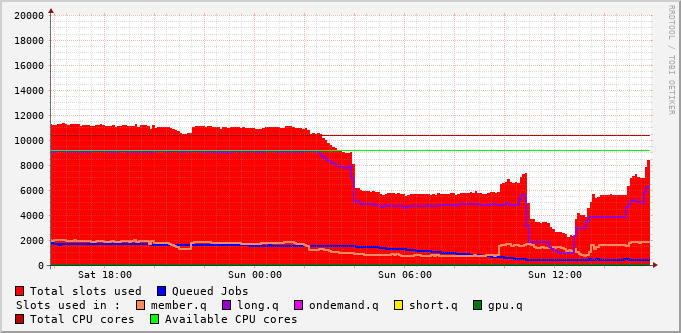 RRDTOOL / TOBI OETIKER
20000
18000
16000
14000
12000
10000
8000
6000
4000
2000
0
Sat 18:00 Sun 00:00 Sun 06:00 Sun 12:00
Total slots used Queued Jobs
Slots used in : member.q long.q ondemand.q short.q gpu.q
Total CPU cores Available CPU cores